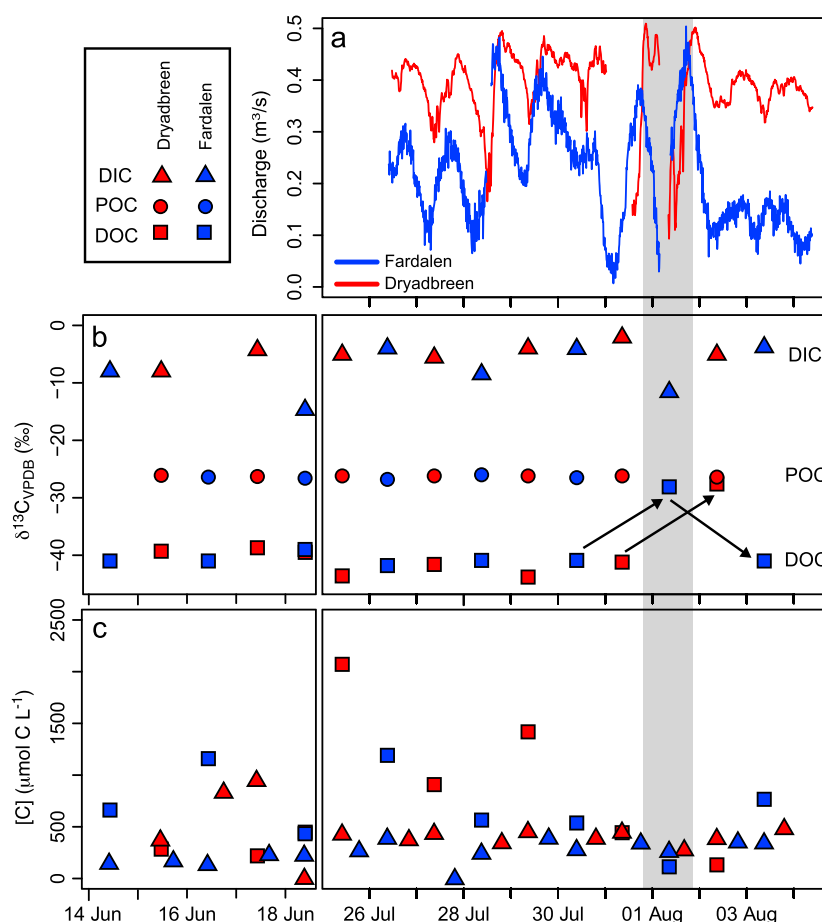 Dryadbreen
Fardalen
DIC
POC
DOC
a
Discharge (m³/s)
0.5
0.4
0.3
0.2
0.1
0.0
Fardalen
Dryadbreen
b
δ¹³C_VPDB (‰)
0
−10
−20
−30
−40
DIC
POC
DOC
c
[C] (μmol C L⁻¹)
2500
1500
500
0
14 Jun
16 Jun
18 Jun
26 Jul
28 Jul
30 Jul
01 Aug
03 Aug